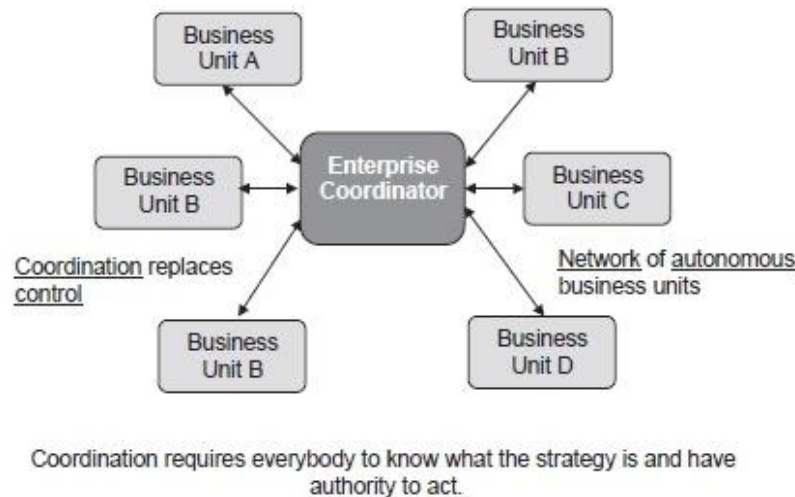 Business
Unit A
Business
Unit B
Enterprise
Coordinator
Business
Unit B
Business
Unit C
Coordination replaces
control
Network of autonomous
business units
Business
Unit B
Business
Unit D
Coordination requires everybody to know what the strategy is and have
authority to act.